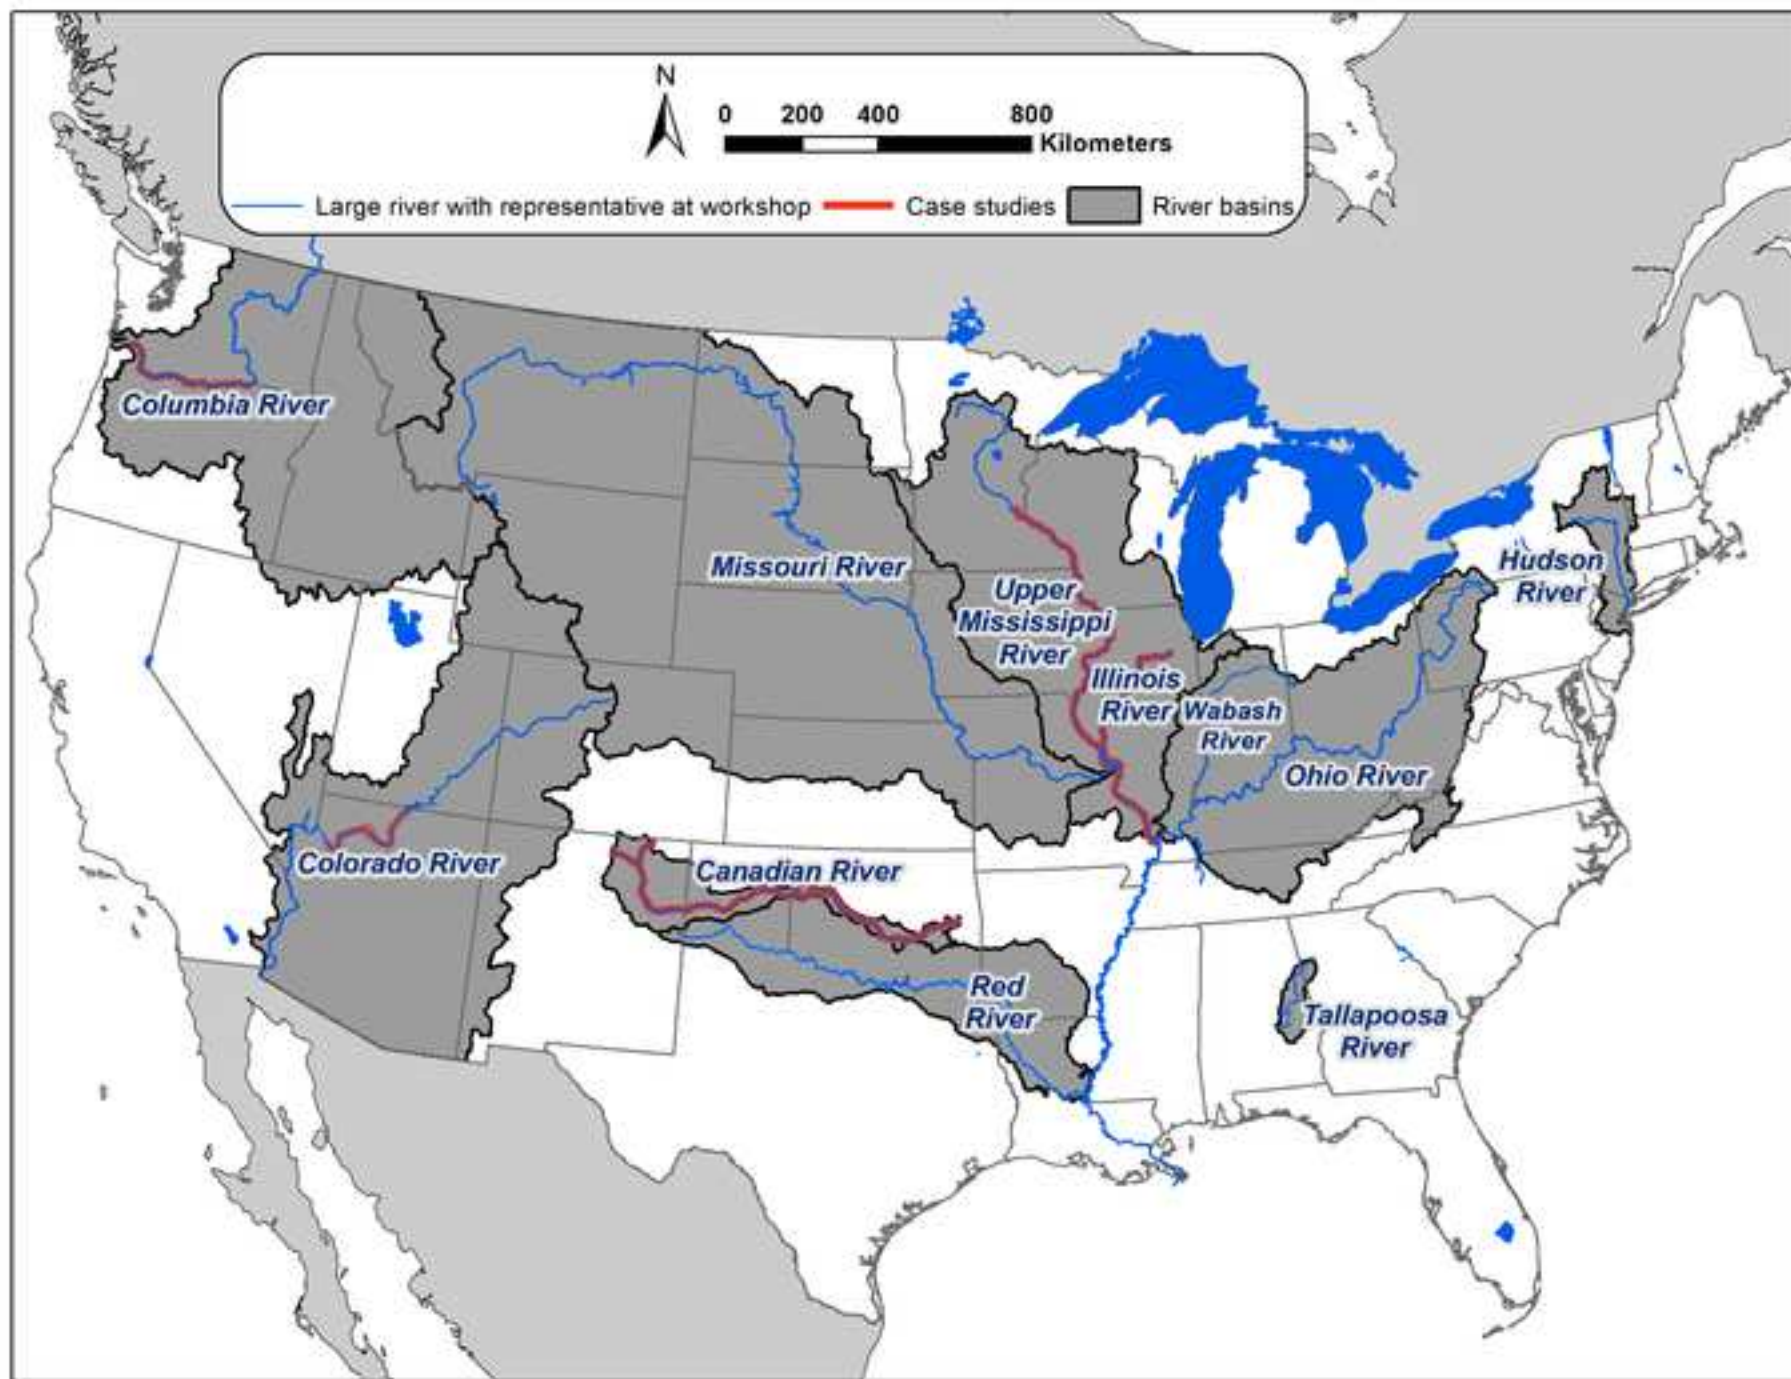 N
0 200 400 800
Kilometers
Large river with representative at workshop
Case studies
River basins
Columbia River
Missouri River
Upper
Mississippi
River
Illinois
River
Wabash
River
Ohio River
Hudson
River
Colorado River
Canadian River
Red
River
Tallapoosa
River